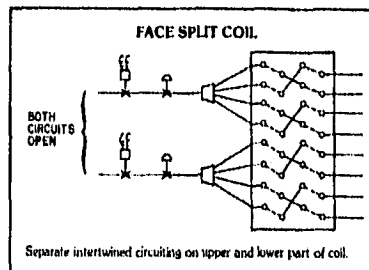 FACE SPLIT COIL
BOTH
CIRCUITS
OPEN
Separate intertwined circuiting on upper and lower part of coil.